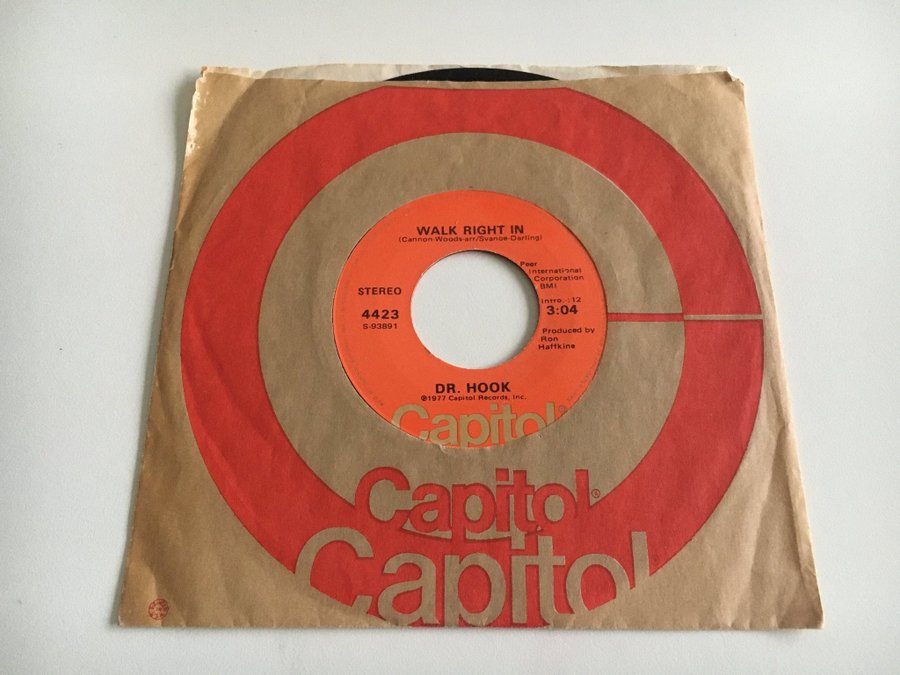 WALK RIGHT IN
(Cannon-Woods-arr/Svanoe-Darling)
Peer
International
Corporation
BMI
STEREO
4423
S-93891
Intro. :12
3:04
Produced by
Ron
Haffkine
DR. HOOK
℗1977 Capitol Records, Inc.
Capitol®
Capitol®
Capitol